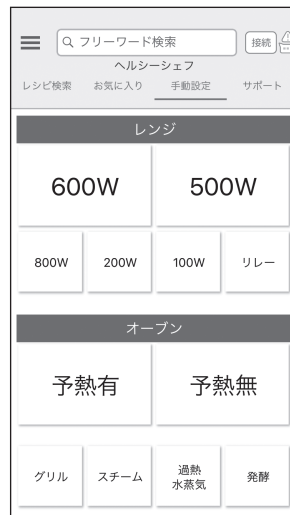 フリーワード検索
接続
ヘルシーシェフ
レシピ検索 お気に入り 手動設定 サポート
レンジ
600W 500W
800W 200W 100W リレー
オーブン
予熱有 予熱無
グリル スチーム 過熱水蒸気 発酵